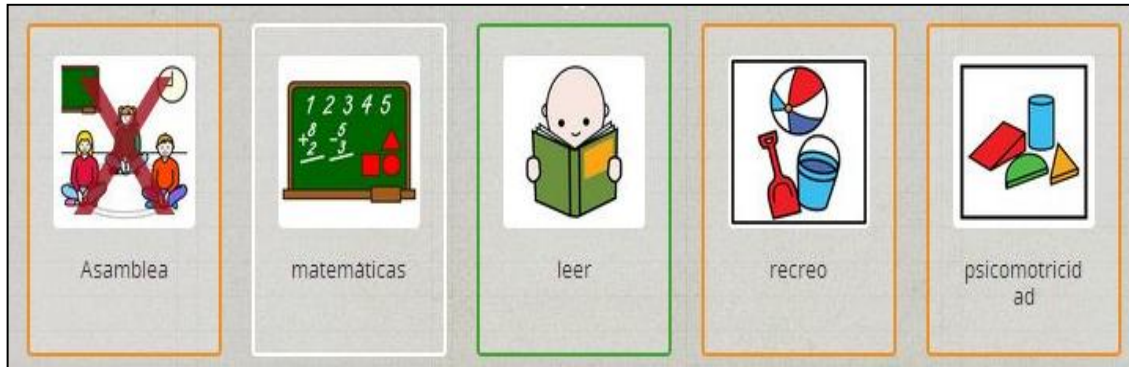 1 2 3 4 5
+8 -5
2 3
Asamblea
matemáticas
leer
recreo
psicomotricid
ad